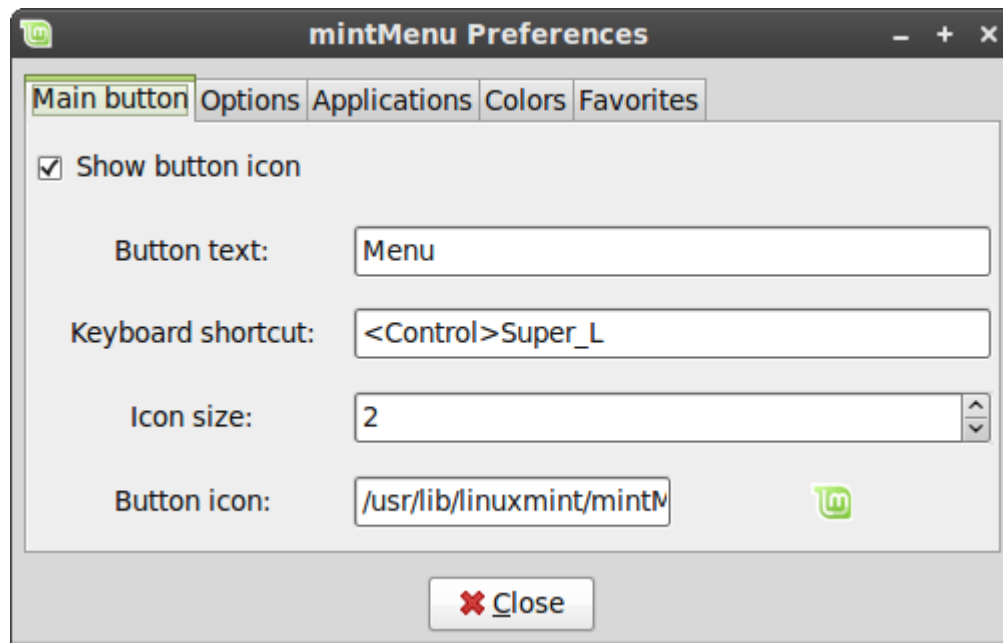 mintMenu Preferences
Main button Options Applications Colors Favorites
Show button icon
Button text: Menu
Keyboard shortcut: <Control>Super_L
Icon size: 2
Button icon: /usr/lib/linuxmint/mintM
Close